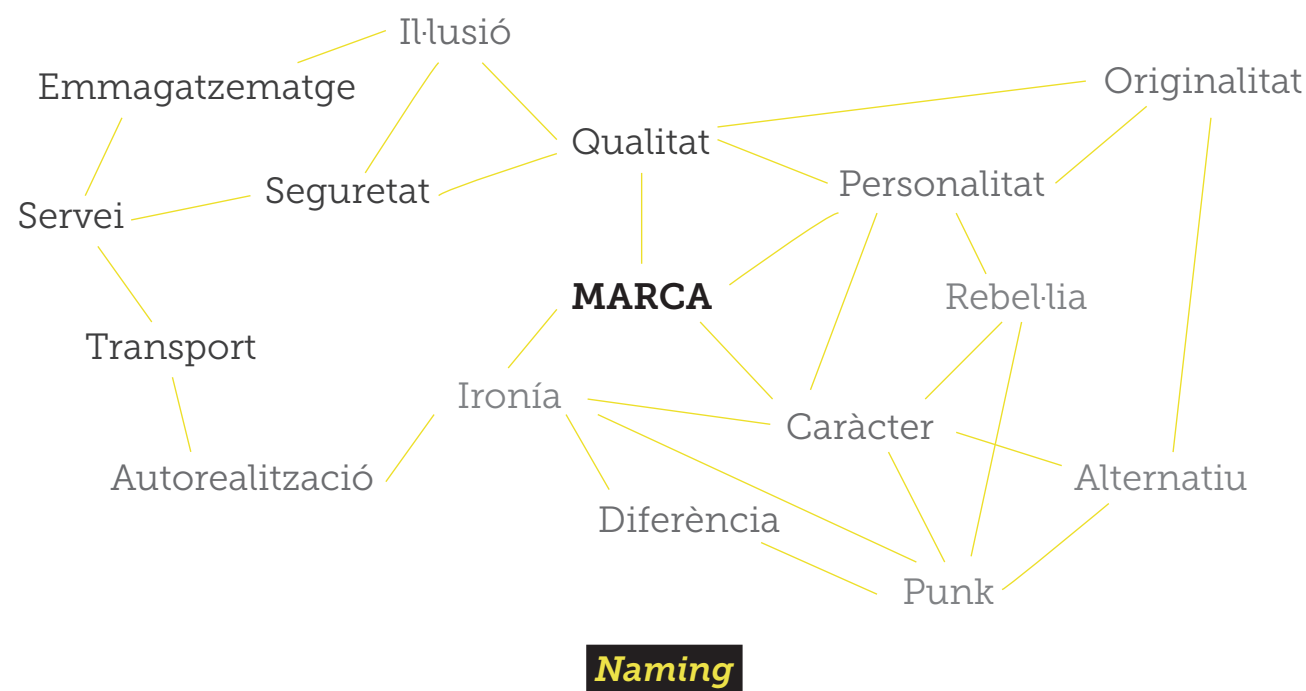 Il·lusió
Originalitat
Emmagatzematge
Qualitat
Personalitat
Seguretat
Servei
MARCA
Rebel·lia
Transport
Ironía
Caràcter
Autorealització
Alternatiu
Diferència
Punk
Naming